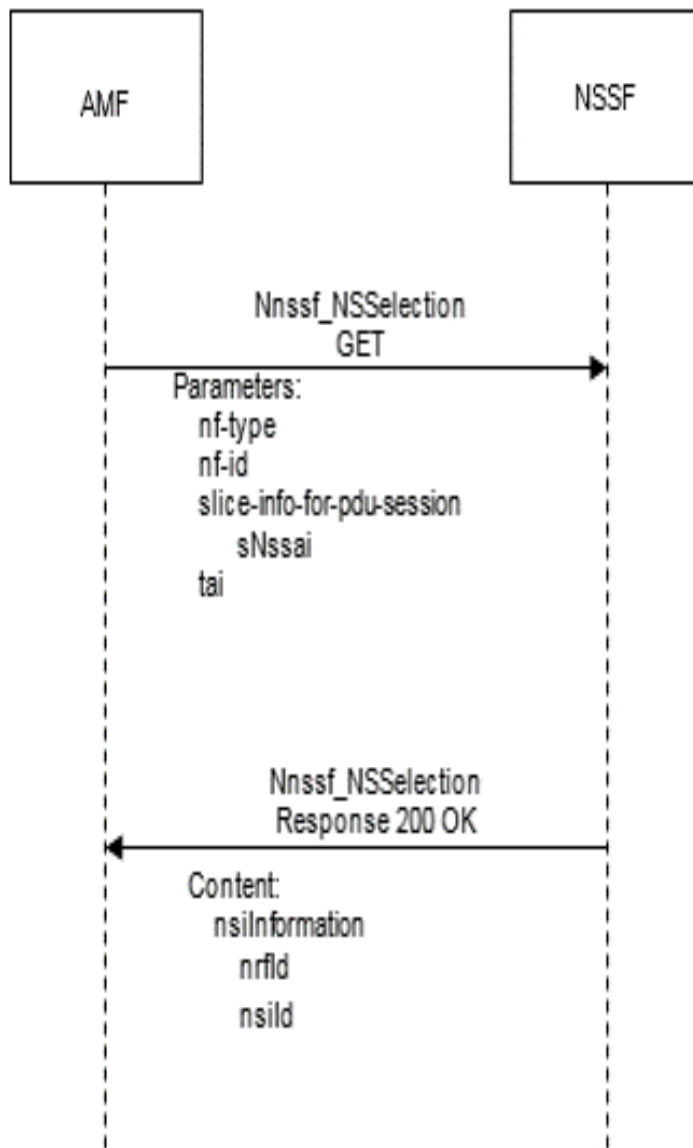 AMF
NSSF
Nnssf_NSSelection
GET
Parameters:
nf-type
nf-id
slice-info-for-pdu-session
sNssai
tai
Nnssf_NSSelection
Response 200 OK
Content:
nsiInformation
nrfId
nsiId